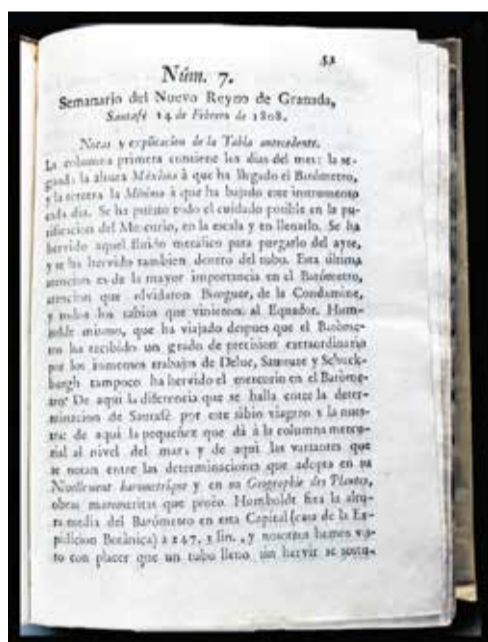 52
Núm. 7.
Semanario del Nuevo Reyno de Granada,
Santafé 14 de Febrero de 1808.
Notas y explicacion de la Tabla antecedente.
La columna primera contiene los dias del mes: la se-
gunda la altura Máxima à que ha llegado el Barómetro,
y la tercera la Mínima à que ha bajado este instrumento
cada dia. Se ha puesto todo el cuidado posible en la pu-
rificacion del Mercurio, en la escala y en llenarlo. Se ha
hervido aquel fluido metálico para purgarlo del ayre,
y se ha hervido tambien dentro del tubo. Esta última
atencion es de la mayor importancia en el Barómetro,
atencion que olvidaron Bouguer, de la Condamine,
y todos los sabios que vinieron al Equador. Hum-
bolde mismo, que ha viajado despues que el Baróme-
tro ha recibido un grado de precision extraordinario
por los inmensos trabajos de Deluc, Saussure y Schuck-
burgh tampoco ha hervido el mercurio en el Baróme-
tro. De aqui la diferencia que se halla entre la deter-
minacion de Santafé por este sábio viagero y la nues-
tra: de aqui la pequeñez que dá à la columna mercu-
rial al nivel del mar, y de aqui las variantes que
se notan entre las determinaciones que adopta en su
Nivellement barometrique y en su Geographie des Plantes,
obras manuscritas que Humboldt fixa la altu-
ra media del Barómetro en esta Capital (casa de la Ex-
pedicion Botánica) a 247, 2 lin., y nosotros hemos vis-
to con placer que un tubo lleno sin hervir se sostu-